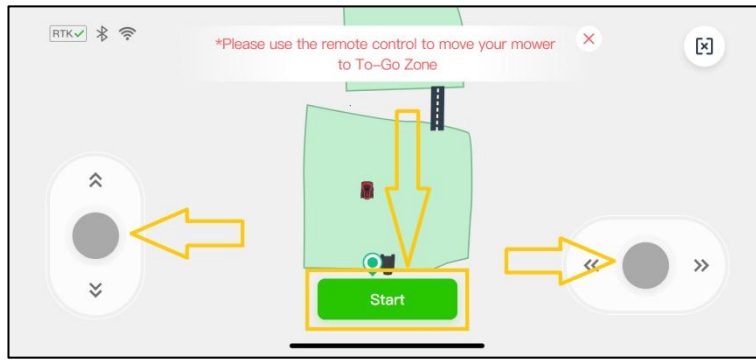 RTK✓
*Please use the remote control to move your mower
to To-Go Zone
Start